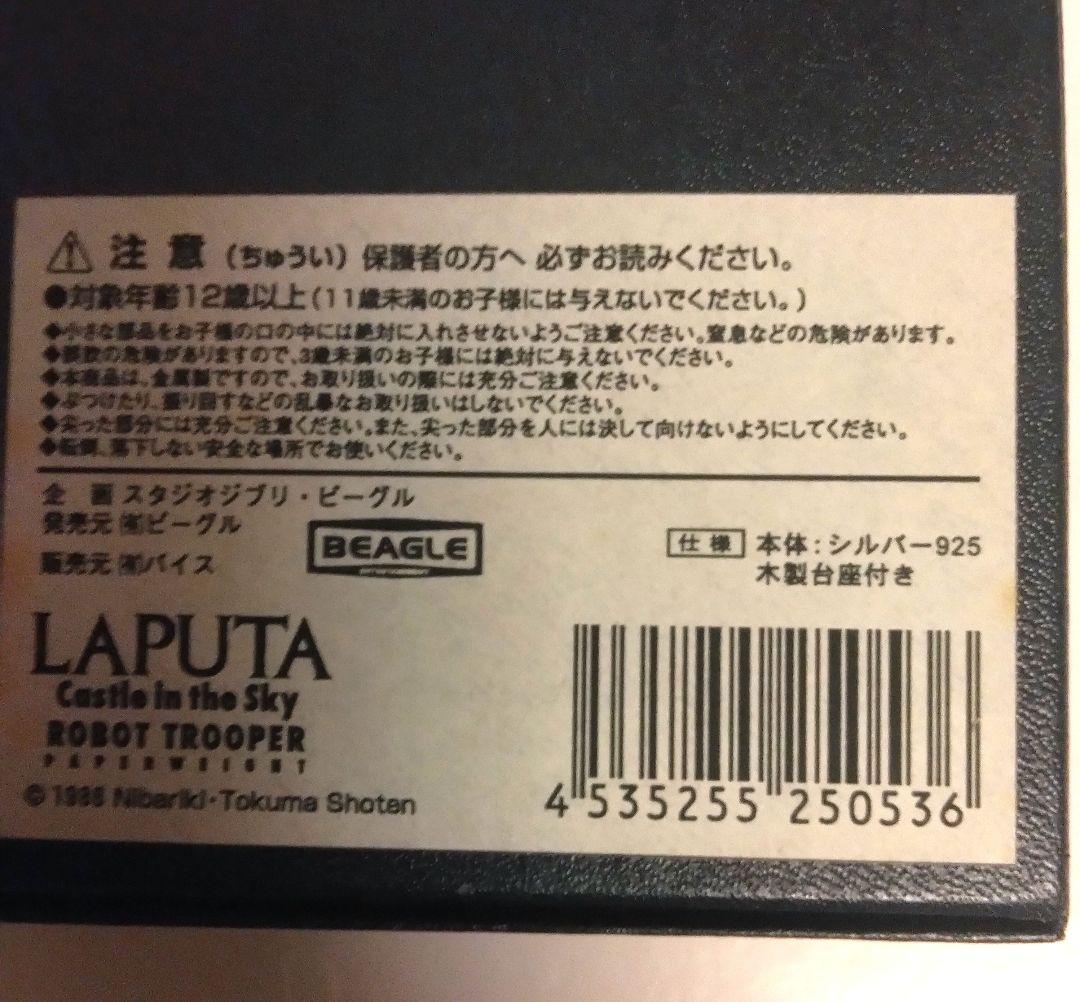 注意（ちゅうい）保護者の方へ 必ずお読みください。
●対象年齢12歳以上（11歳未満のお子様には与えないでください。）
◆小さな部品をお子様の口の中には絶対に入れさせないようご注意ください。窒息などの危険があります。
◆誤飲の危険がありますので、3歳未満のお子様には絶対に与えないでください。
◆本商品は、金属製ですので、お取り扱いの際には充分ご注意ください。
◆ぶつけたり、振り回すなどの乱暴なお取り扱いはしないでください。
◆尖った部分には充分ご注意ください。また、尖った部分を人には決して向けないようにしてください。
◆転倒、落下しない安全な場所でお使いください。
企画 スタジオジブリ・ビーグル
発売元 ㈲ビーグル
販売元 ㈲バイス
BEAGLE
仕様 本体：シルバー925
木製台座付き
LAPUTA
Castle in the Sky
ROBOT TROOPER
PAPERWEIGHT
© 1986 Nibariki・Tokuma Shoten
4 535255 250536